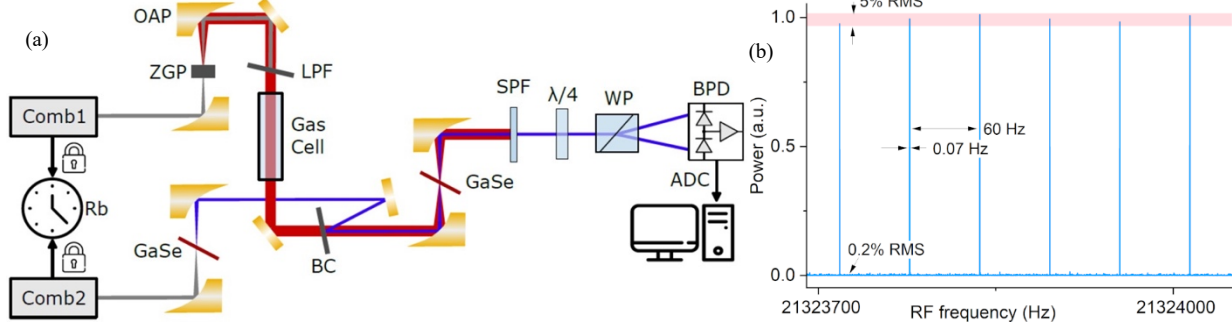 (a)
OAP
ZGP
LPF
Comb1
Gas
Cell
Rb
GaSe
Comb2
BC
GaSe
SPF
λ/4
WP
BPD
ADC
(b)
5% RMS
1.0
60 Hz
0.07 Hz
0.5
Power (a.u.)
0.2% RMS
0.0
21323700
RF frequency (Hz)
21324000